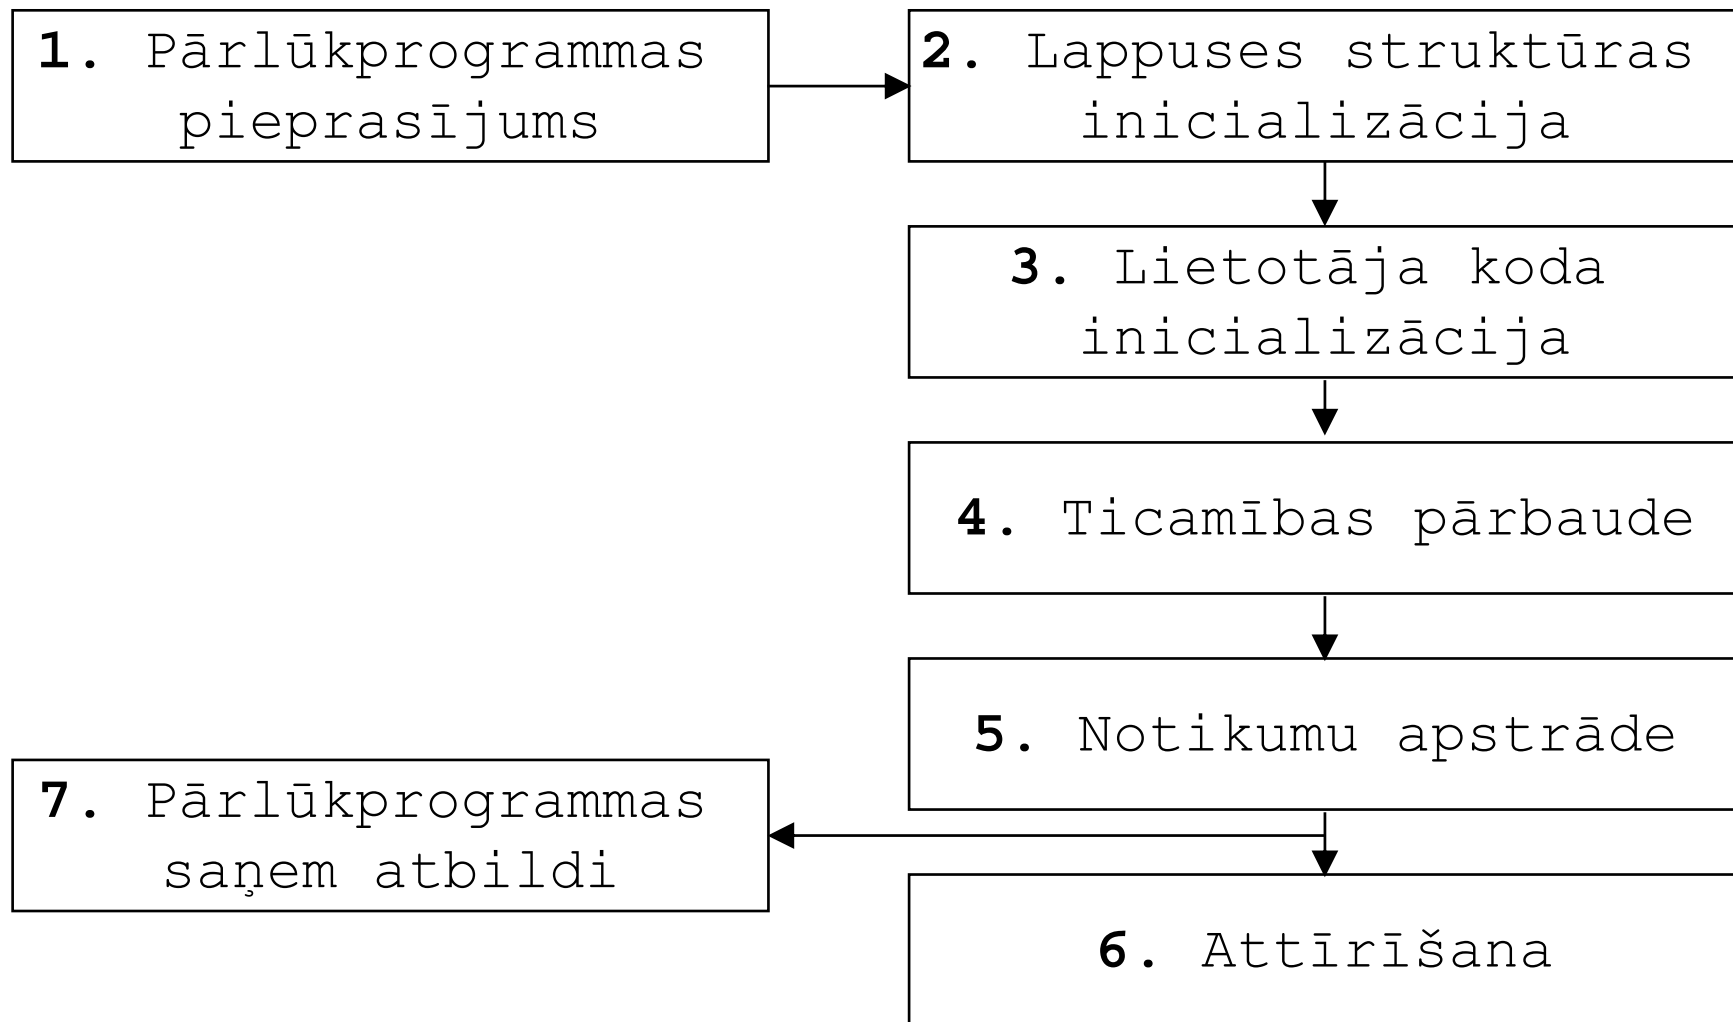 1. Pārlūkprogrammas
pieprasījums
2. Lappuses struktūras
inicializācija
3. Lietotāja koda
inicializācija
4. Ticamības pārbaude
5. Notikumu apstrāde
7. Pārlūkprogrammas
saņem atbildi
6. Attīrīšana